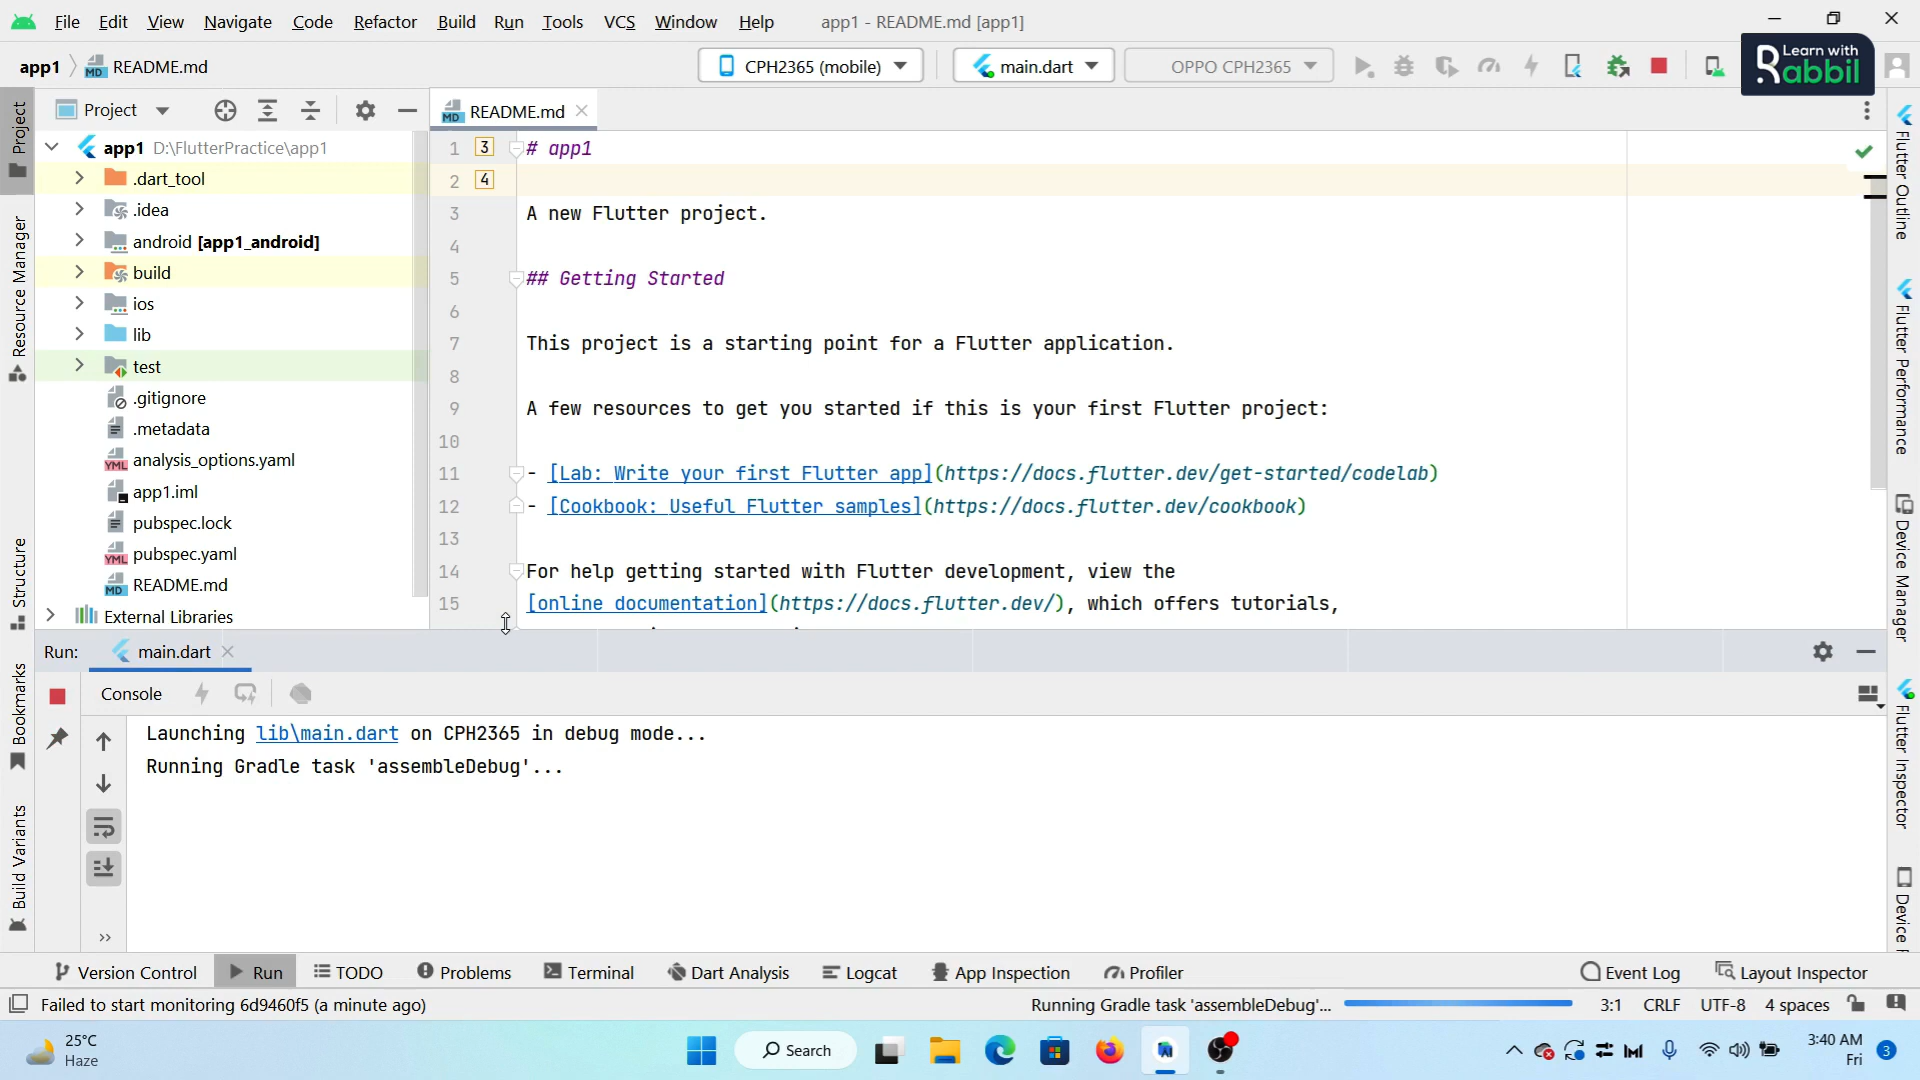 File Edit View Navigate Code Refactor Build Run Tools VCS Window Help app1 - README.md [app1]
app1 README.md CPH2365 (mobile) main.dart OPPO CPH2365
Learn with
Rabbil
Project
README.md
app1 D:\FlutterPractice\app1
.dart_tool
.idea
android [app1_android]
build
ios
lib
test
.gitignore
.metadata
analysis_options.yaml
app1.iml
pubspec.lock
pubspec.yaml
README.md
External Libraries
1 3 # app1
2 4
3 A new Flutter project.
4
5 ## Getting Started
6
7 This project is a starting point for a Flutter application.
8
9 A few resources to get you started if this is your first Flutter project:
10
11 - [Lab: Write your first Flutter app](https://docs.flutter.dev/get-started/codelab)
12 - [Cookbook: Useful Flutter samples](https://docs.flutter.dev/cookbook)
13
14 For help getting started with Flutter development, view the
15 [online documentation](https://docs.flutter.dev/), which offers tutorials,
Project
Resource Manager
Structure
Bookmarks
Build Variants
Flutter Outline
Flutter Performance
Device Manager
Flutter Inspector
Device
Run: main.dart
Console
Launching lib\main.dart on CPH2365 in debug mode...
Running Gradle task 'assembleDebug'...
Version Control Run TODO Problems Terminal Dart Analysis Logcat App Inspection Profiler Event Log Layout Inspector
Failed to start monitoring 6d9460f5 (a minute ago) Running Gradle task 'assembleDebug'... 3:1 CRLF UTF-8 4 spaces
25°C
Haze
Search
3:40 AM
Fri
3